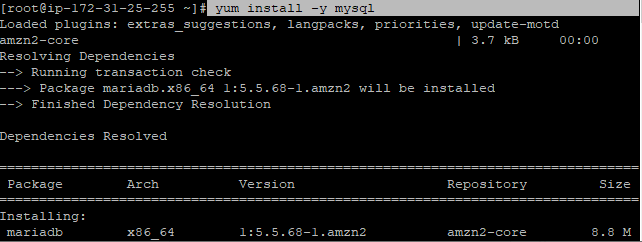 [root@ip-172-31-25-255 ~]# yum install -y mysql
Loaded plugins: extras_suggestions, langpacks, priorities, update-motd
amzn2-core                                               | 3.7 kB     00:00
Resolving Dependencies
--> Running transaction check
---> Package mariadb.x86_64 1:5.5.68-1.amzn2 will be installed
--> Finished Dependency Resolution
Dependencies Resolved
================================================================================
 Package        Arch          Version                   Repository         Size
================================================================================
Installing:
 mariadb        x86_64        1:5.5.68-1.amzn2          amzn2-core        8.8 M